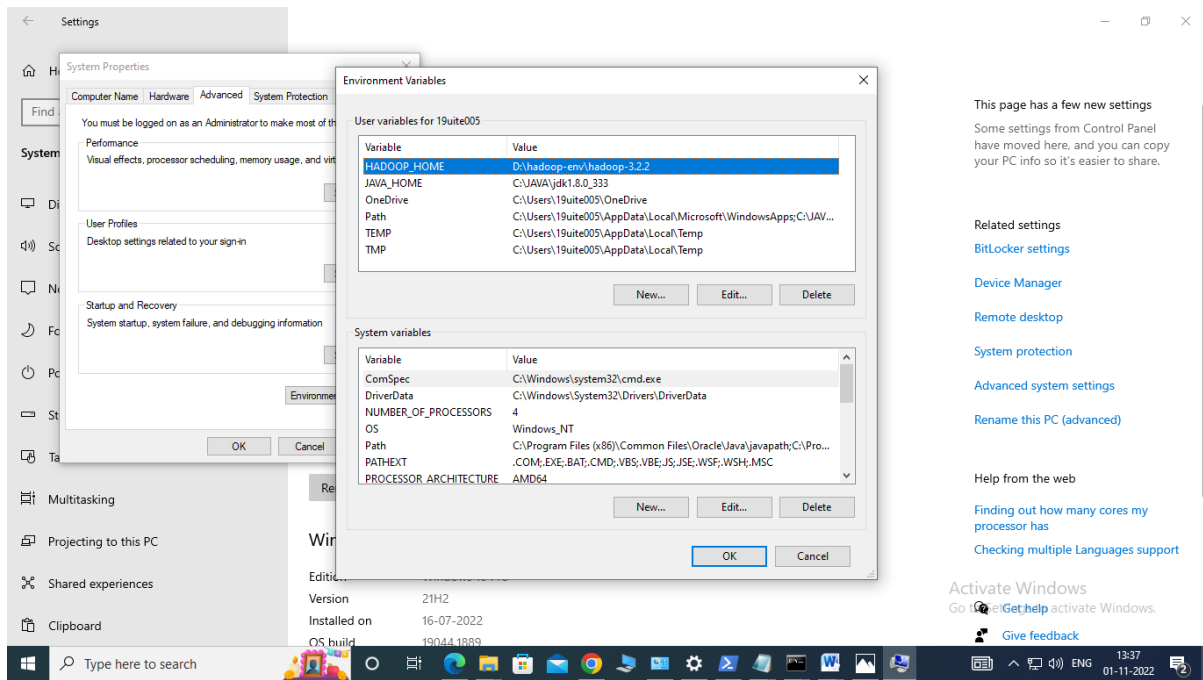 Settings
System Properties
Computer Name Hardware Advanced System Protection
You must be logged on as an Administrator to make most of th
Performance
Visual effects, processor scheduling, memory usage, and virt
User Profiles
Desktop settings related to your sign-in
Startup and Recovery
System startup, system failure, and debugging information
Environme
OK Cancel
Find
System
Multitasking
Projecting to this PC
Shared experiences
Clipboard
Environment Variables
User variables for 19uite005
Variable Value
HADOOP_HOME D:\hadoop-env\hadoop-3.2.2
JAVA_HOME C:\JAVA\jdk1.8.0_333
OneDrive C:\Users\19uite005\OneDrive
Path C:\Users\19uite005\AppData\Local\Microsoft\WindowsApps;C:\JAV...
TEMP C:\Users\19uite005\AppData\Local\Temp
TMP C:\Users\19uite005\AppData\Local\Temp
New... Edit... Delete
System variables
Variable Value
ComSpec C:\Windows\system32\cmd.exe
DriverData C:\Windows\System32\Drivers\DriverData
NUMBER_OF_PROCESSORS 4
OS Windows_NT
Path C:\Program Files (x86)\Common Files\Oracle\Java\javapath;C:\Pro...
PATHEXT .COM;.EXE;.BAT;.CMD;.VBS;.VBE;.JS;.JSE;.WSF;.WSH;.MSC
PROCESSOR_ARCHITECTURE AMD64
New... Edit... Delete
OK Cancel
Version 21H2
Installed on 16-07-2022
OS build 19044.1889
This page has a few new settings
Some settings from Control Panel
have moved here, and you can copy
your PC info so it's easier to share.
Related settings
BitLocker settings
Device Manager
Remote desktop
System protection
Advanced system settings
Rename this PC (advanced)
Help from the web
Finding out how many cores my
processor has
Checking multiple Languages support
Activate Windows
Get help activate Windows.
Give feedback
Type here to search
ENG
13:37
01-11-2022
2